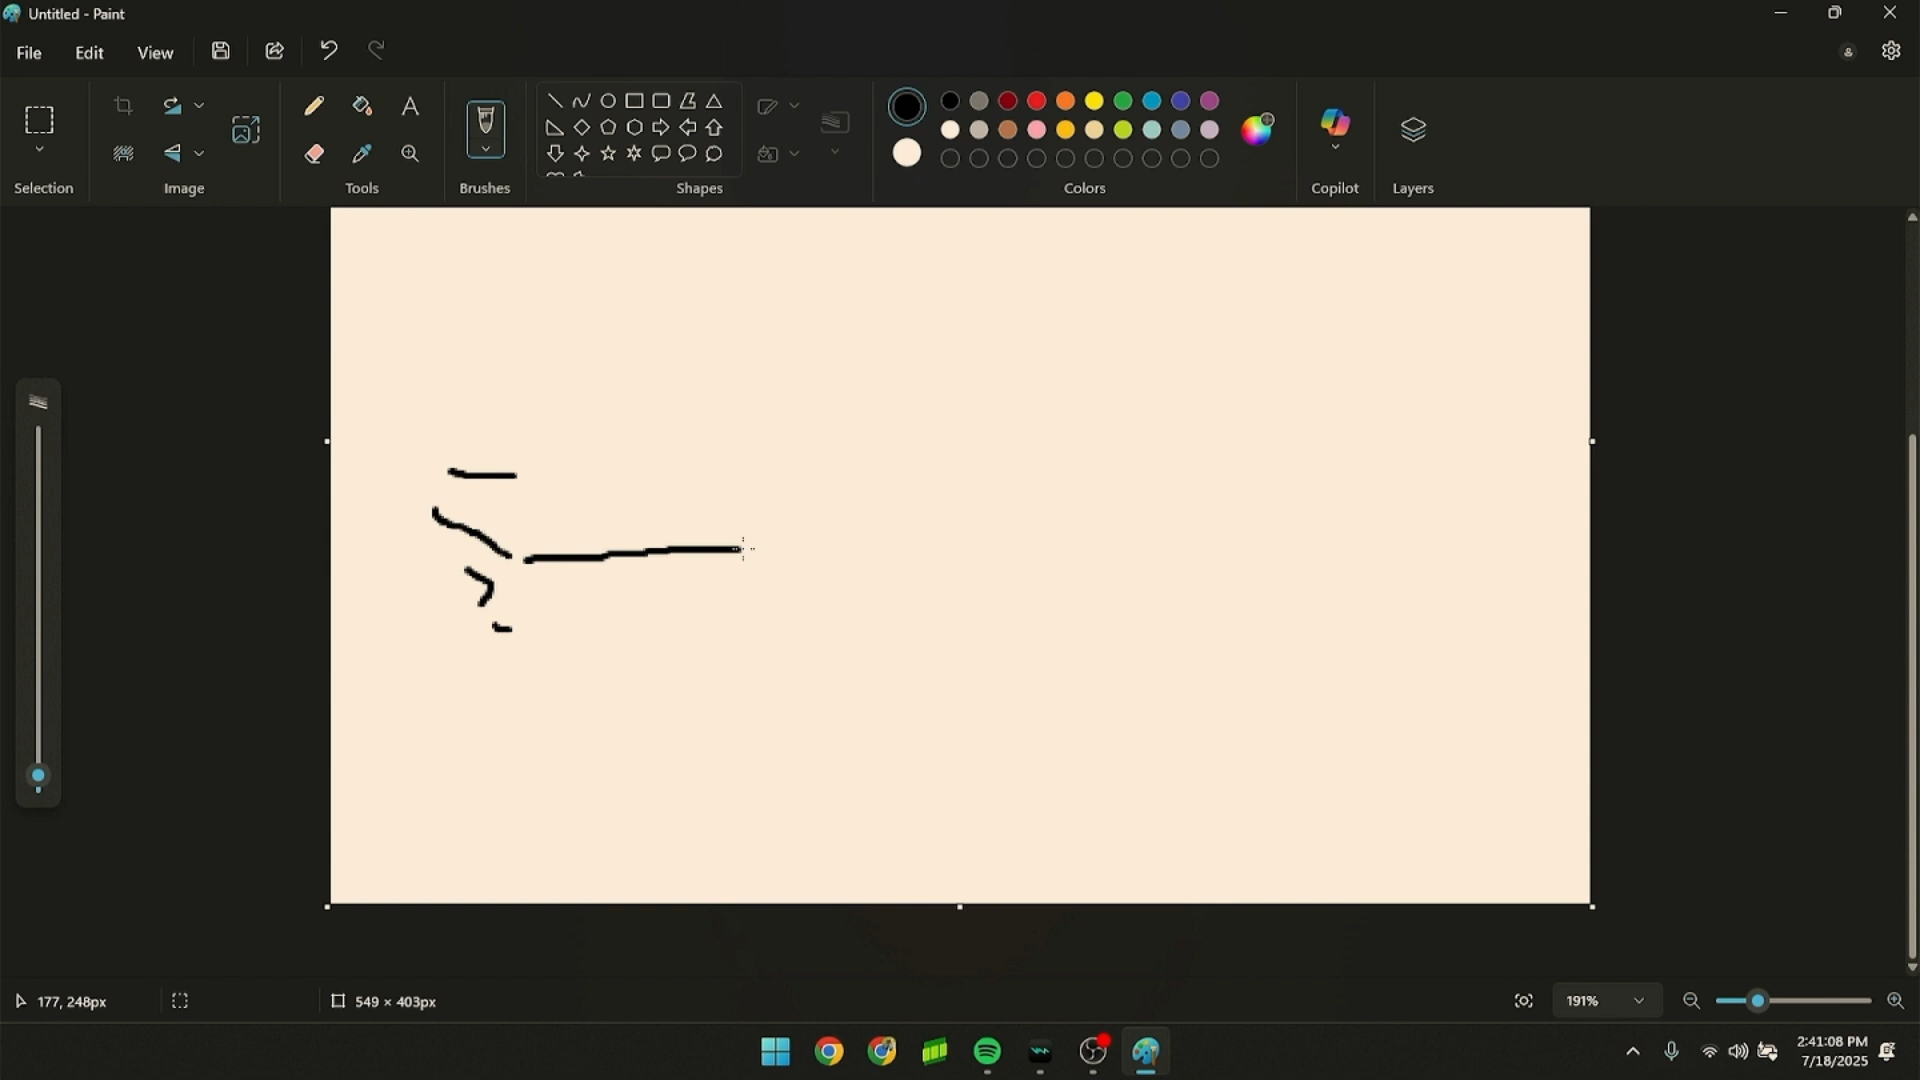 Untitled - Paint
File Edit View
Selection Image Tools Brushes Shapes Colors Copilot Layers
177, 248px 549 × 403px 191%
2:41:08 PM
7/18/2025